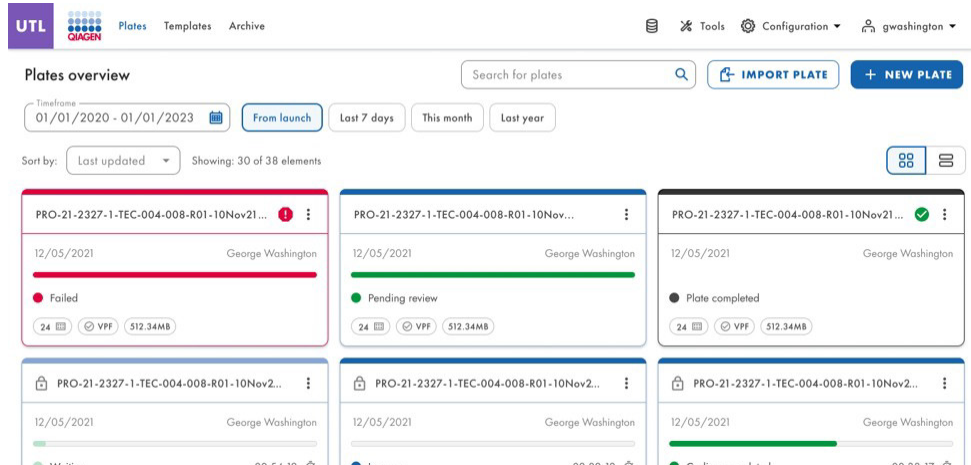 UTL QIAGEN Plates Templates Archive Tools Configuration gwashington
Plates overview Search for plates IMPORT PLATE + NEW PLATE
Timeframe
01/01/2020 - 01/01/2023 From launch Last 7 days This month Last year
Sort by: Last updated Showing: 30 of 38 elements
PRO-21-2327-1-TEC-004-008-R01-10Nov21... PRO-21-2327-1-TEC-004-008-R01-10Nov... PRO-21-2327-1-TEC-004-008-R01-10Nov21...
12/05/2021 George Washington 12/05/2021 George Washington 12/05/2021 George Washington
Failed Pending review Plate completed
24 VPF 512.34MB 24 VPF 512.34MB 24 VPF 512.34MB
PRO-21-2327-1-TEC-004-008-R01-10Nov2... PRO-21-2327-1-TEC-004-008-R01-10Nov2... PRO-21-2327-1-TEC-004-008-R01-10Nov2...
12/05/2021 George Washington 12/05/2021 George Washington 12/05/2021 George Washington